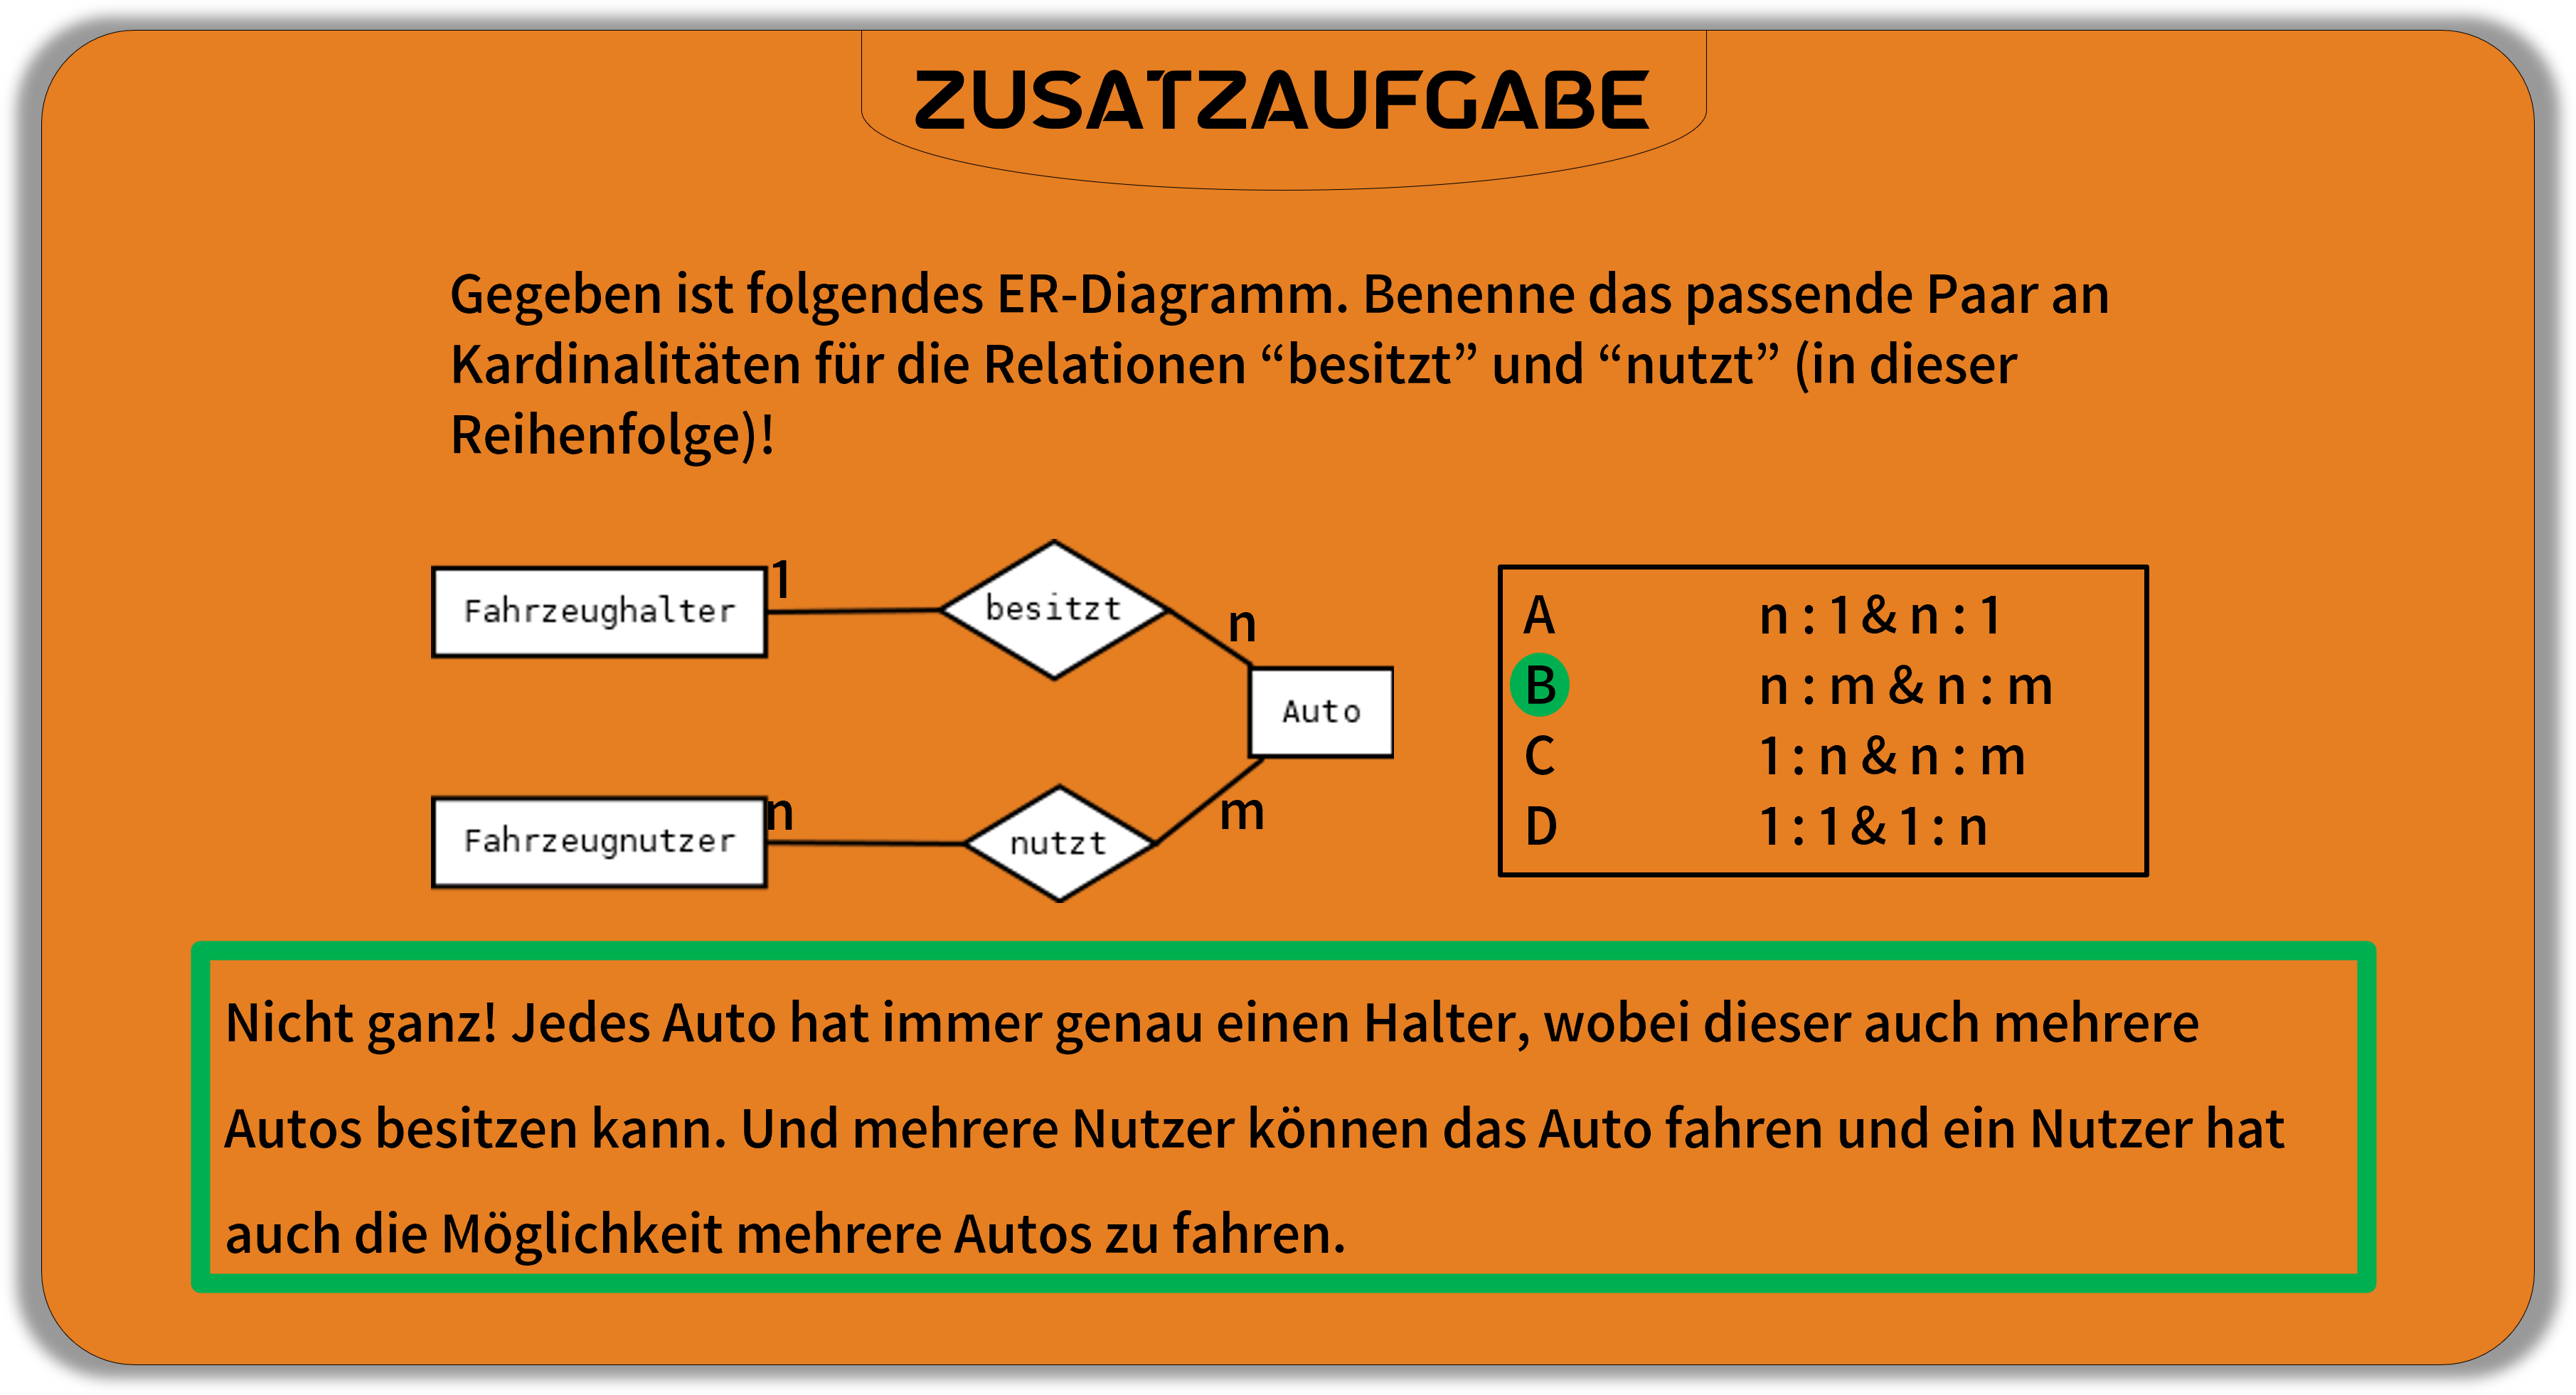 ZUSATZAUFGABE
Gegeben ist folgendes ER-Diagramm. Benenne das passende Paar an
Kardinalitäten für die Relationen “besitzt” und “nutzt” (in dieser
Reihenfolge)!
1
Fahrzeughalter
besitzt
n
Auto
n
m
Fahrzeugnutzer
nutzt
A n : 1 & n : 1
B n : m & n : m
C 1 : n & n : m
D 1 : 1 & 1 : n
Nicht ganz! Jedes Auto hat immer genau einen Halter, wobei dieser auch mehrere
Autos besitzen kann. Und mehrere Nutzer können das Auto fahren und ein Nutzer hat
auch die Möglichkeit mehrere Autos zu fahren.